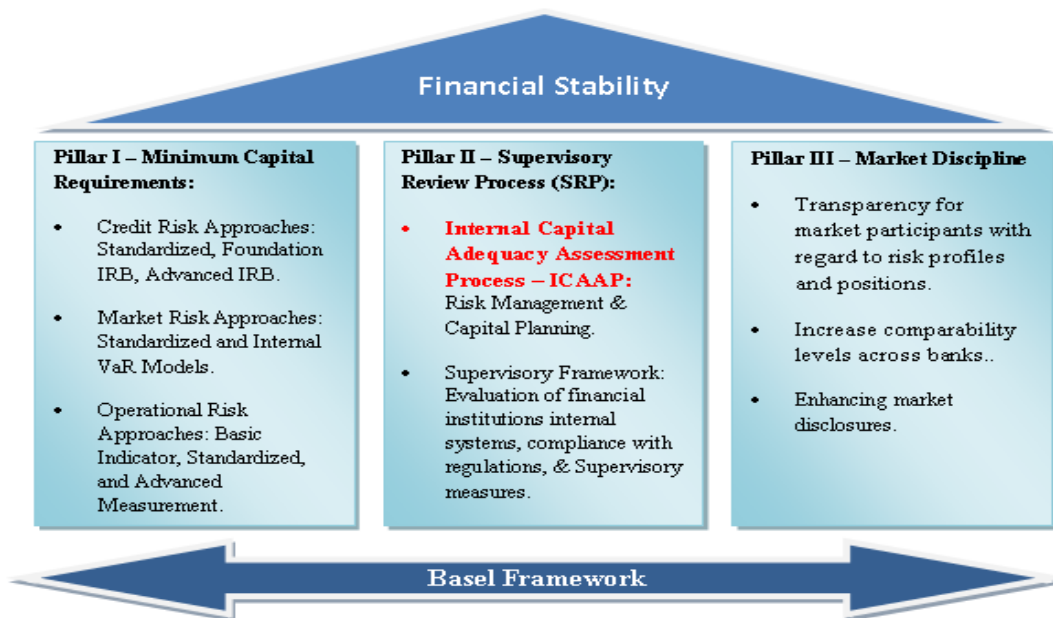 Financial Stability
Pillar I – Minimum Capital
Requirements:
• Credit Risk Approaches:
Standardized, Foundation
IRB, Advanced IRB.
• Market Risk Approaches:
Standardized and Internal
VaR Models.
• Operational Risk
Approaches: Basic
Indicator, Standardized,
and Advanced
Measurement.
Pillar II – Supervisory
Review Process (SRP):
• Internal Capital
Adequacy Assessment
Process – ICAAP:
Risk Management &
Capital Planning.
• Supervisory Framework:
Evaluation of financial
institutions internal
systems, compliance with
regulations, & Supervisory
measures.
Pillar III – Market Discipline
• Transparency for
market participants with
regard to risk profiles
and positions.
• Increase comparability
levels across banks..
• Enhancing market
disclosures.
Basel Framework